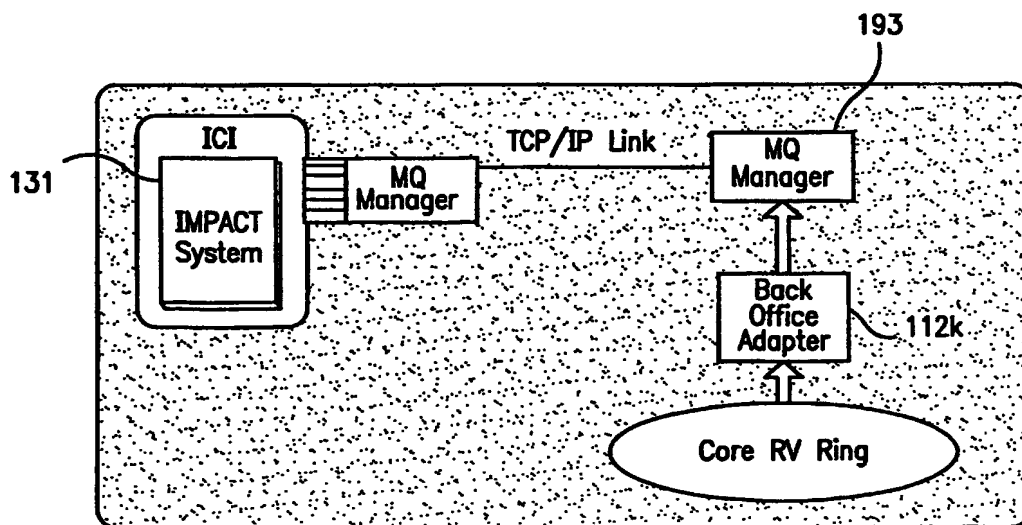 193
ICI
131
IMPACT
System
MQ
Manager
TCP/IP Link
MQ
Manager
Back
Office
Adapter
112k
Core RV Ring